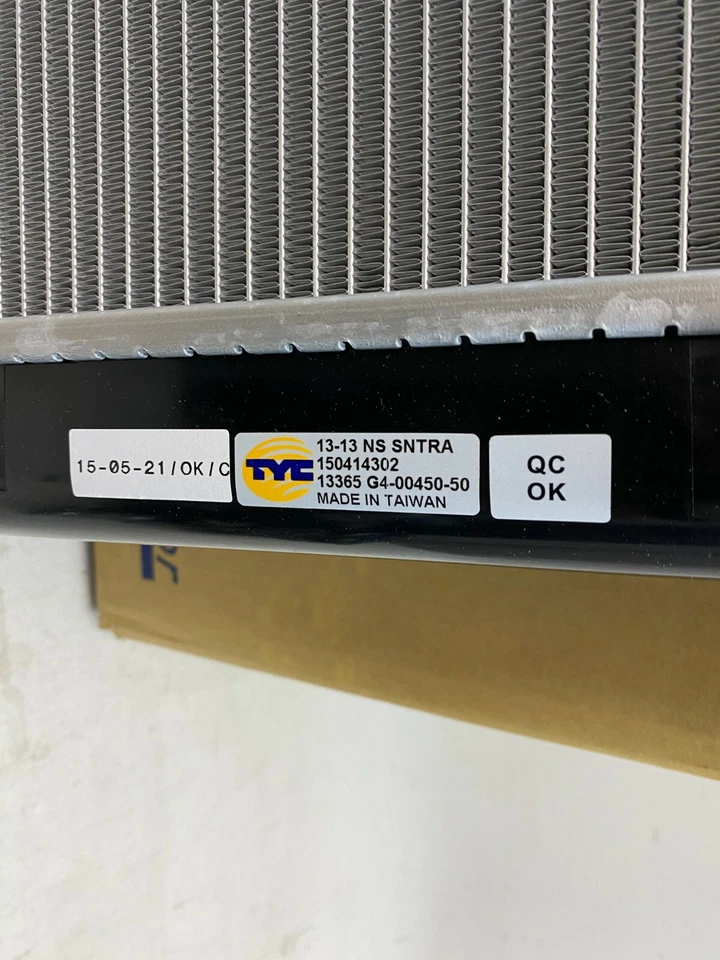 15-05-21/OK/C
TYC
13-13 NS SNTRA
150414302
13365 G4-00450-50
MADE IN TAIWAN
QC
OK